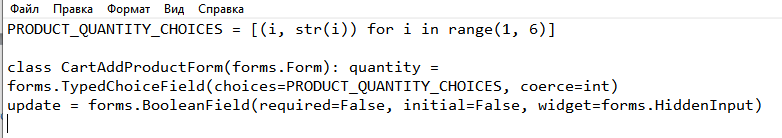 Файл Правка Формат Вид Справка
PRODUCT_QUANTITY_CHOICES = [(i, str(i)) for i in range(1, 6)]
class CartAddProductForm(forms.Form): quantity =
forms.TypedChoiceField(choices=PRODUCT_QUANTITY_CHOICES, coerce=int)
update = forms.BooleanField(required=False, initial=False, widget=forms.HiddenInput)